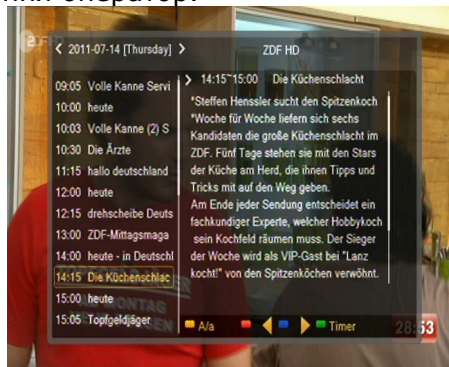 ZDF
< 2011-07-14 [Thursday] >
ZDF HD
09:05 Volle Kanne Servi
10:00 heute
10:03 Volle Kanne (2) S
10:30 Die Ärzte
11:15 hallo deutschland
12:00 heute
12:15 drehscheibe Deuts
13:00 ZDF-Mittagsmaga
14:00 heute - in Deutschl
14:15 Die Küchenschlac
15:00 heute
15:05 Topfgeldjäger
> 14:15~15:00 Die Küchenschlacht
*Steffen Henssler sucht den Spitzenkoch
*Woche für Woche liefern sich sechs
Kandidaten die große Küchenschlacht im
ZDF. Fünf Tage stehen sie mit den Stars
der Küche am Herd, die ihnen Tipps und
Tricks mit auf den Weg geben.
Am Ende jeder Sendung entscheidet ein
fachkundiger Experte, welcher Hobbykoch
sein Kochfeld räumen muss. Der Sieger
der Woche wird als VIP-Gast bei "Lanz
kocht!" von den Spitzenköchen verwöhnt.
A/a
Timer
28:53
MONTAG